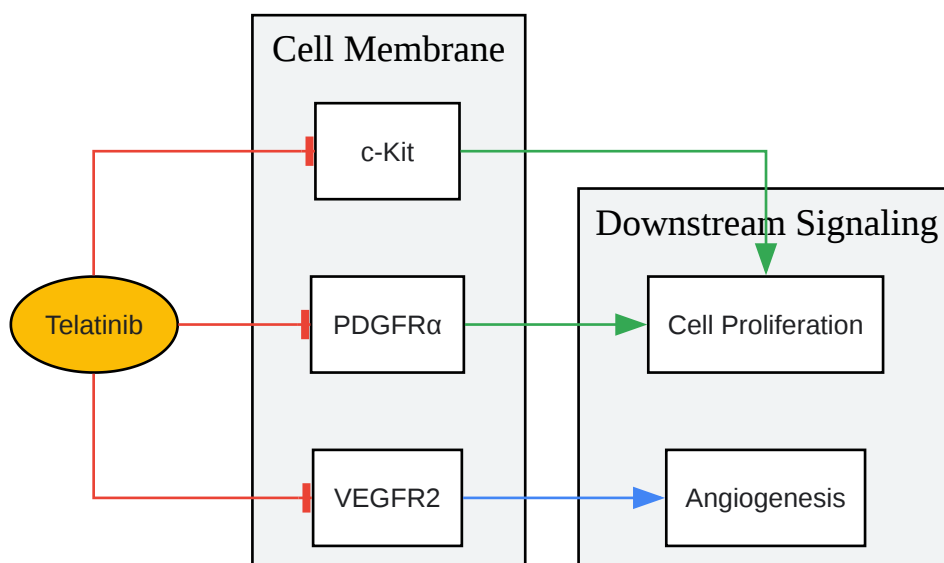 Cell Membrane
c-Kit
Downstream Signaling
Telatinib
PDGFRα
Cell Proliferation
VEGFR2
Angiogenesis